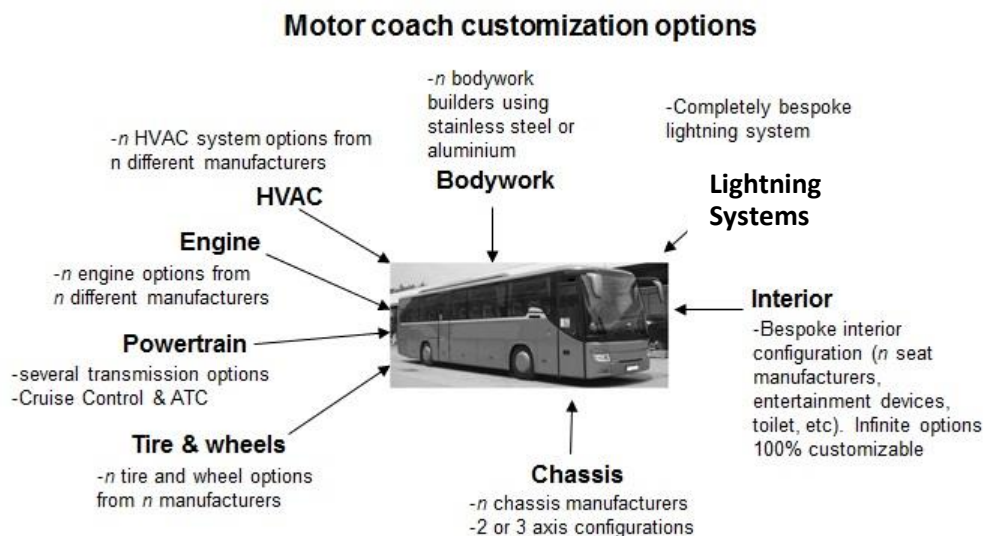 Motor coach customization options
-n bodywork
builders using
stainless steel or
aluminium
Bodywork
-Completely bespoke
lightning system
Lightning
Systems
-n HVAC system options from
n different manufacturers
HVAC
Engine
-n engine options from
n different manufacturers
Powertrain
-several transmission options
-Cruise Control & ATC
Tire & wheels
-n tire and wheel options
from n manufacturers
Chassis
-n chassis manufacturers
-2 or 3 axis configurations
Interior
-Bespoke interior
configuration (n seat
manufacturers,
entertainment devices,
toilet, etc). Infinite options
100% customizable